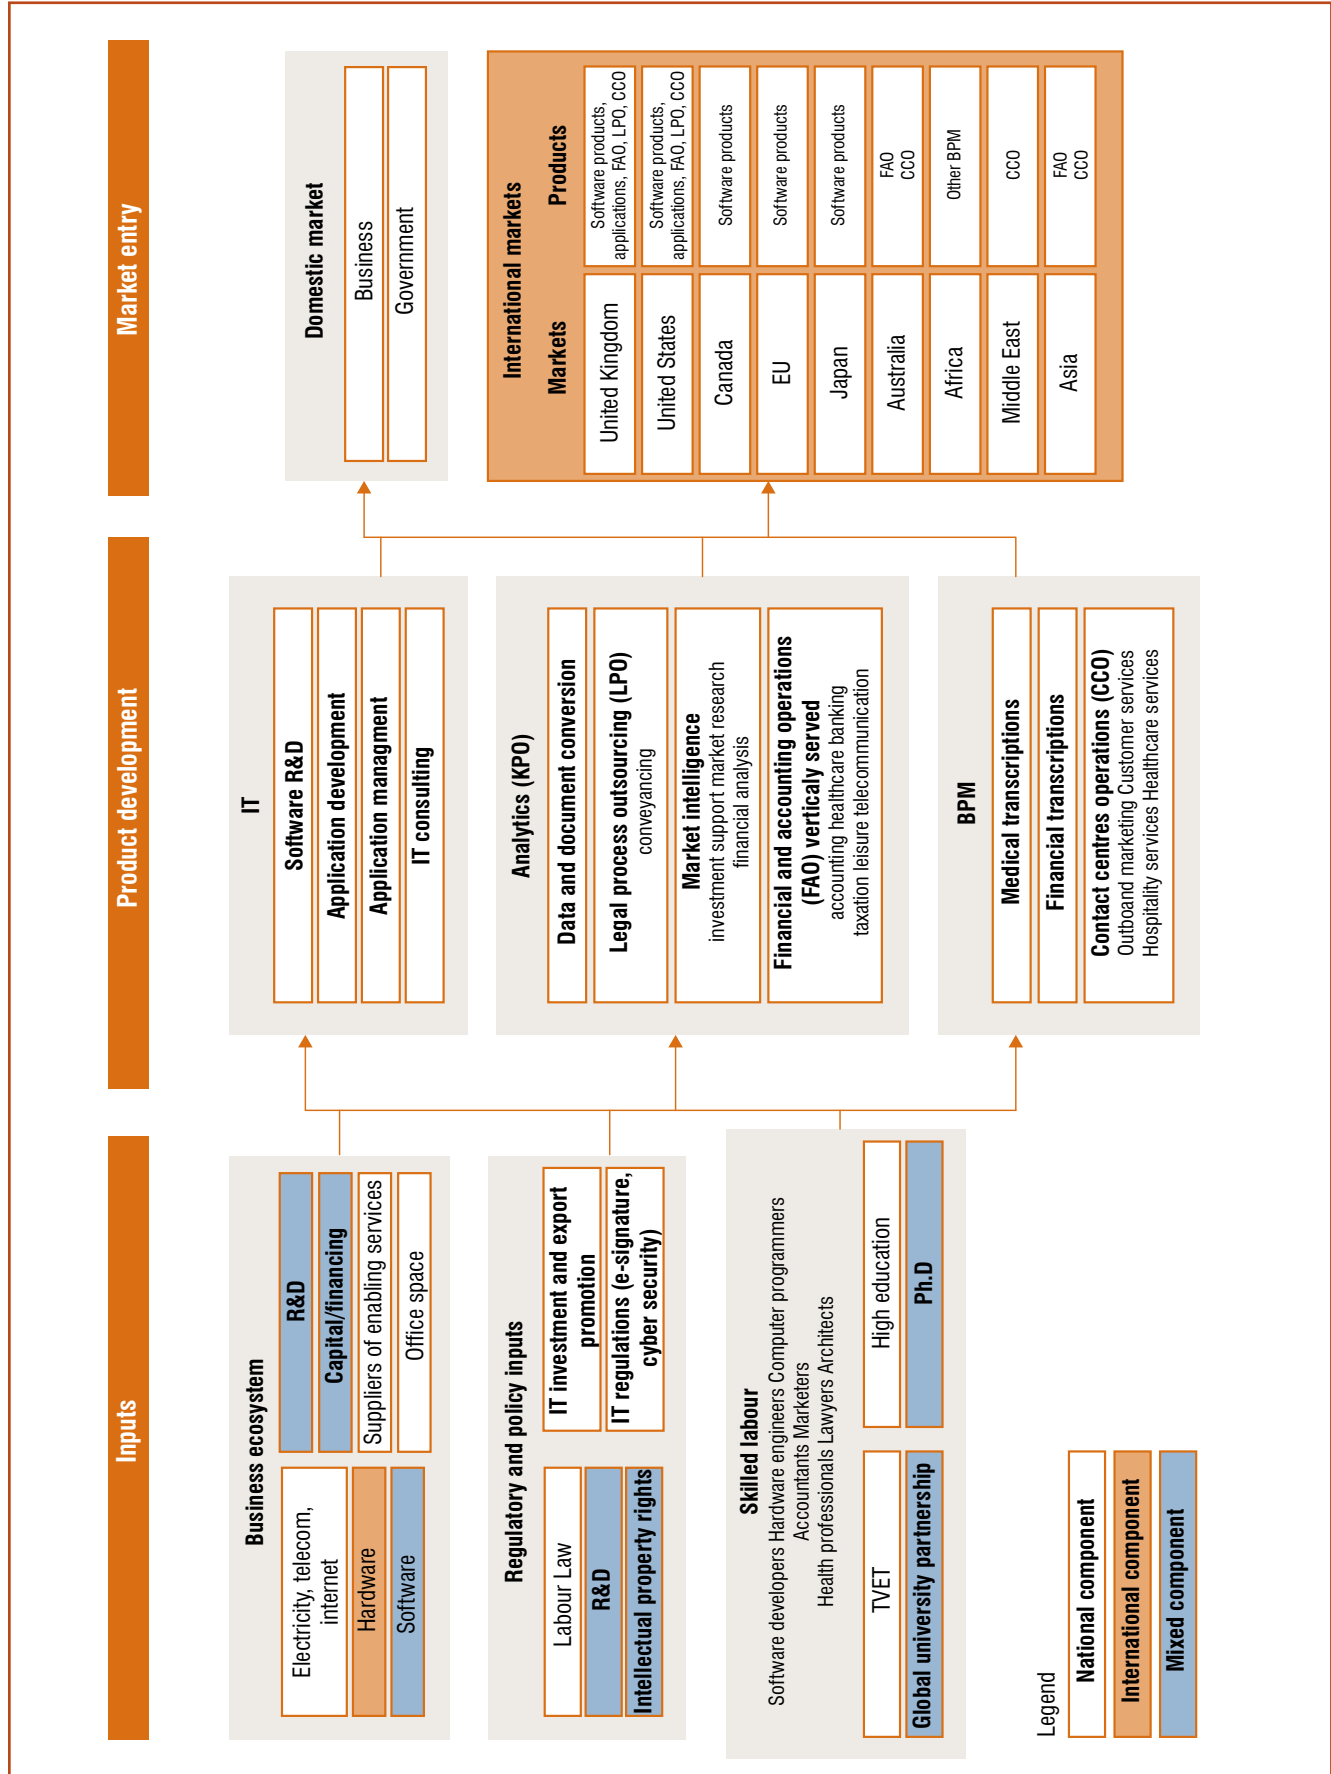 Inputs
Product development
Market entry
Business ecosystem
Electricity, telecom,
internet
Hardware
Software
R&D
Capital/financing
Suppliers of enabling services
Office space
Regulatory and policy inputs
Labour Law
R&D
Intellectual property rights
IT investment and export
promotion
IT regulations (e-signature,
cyber security)
Skilled labour
Software developers Hardware engineers Computer programmers
Accountants Marketers
Health professionals Lawyers Architects
TVET
Global university partnership
High education
Ph.D
Legend
National component
International component
Mixed component
IT
Software R&D
Application development
Application managment
IT consulting
Analytics (KPO)
Data and document conversion
Legal process outsourcing (LPO)
conveyancing
Market intelligence
investment support market research
financial analysis
Financial and accounting operations
(FAO) verticaly served
accounting healthcare banking
taxation leisure telecommunication
BPM
Medical transcriptions
Financial transcriptions
Contact centres operations (CCO)
Outboand marketing Customer services
Hospitality services Healthcare services
Domestic market
Business
Government
International markets
Markets Products
United Kingdom
Software products,
applications, FAO, LPO, CCO
United States
Software products,
applications, FAO, LPO, CCO
Canada
Software products
EU
Software products
Japan
Software products
Australia
FAO
CCO
Africa
Other BPM
Middle East
CCO
Asia
FAO
CCO